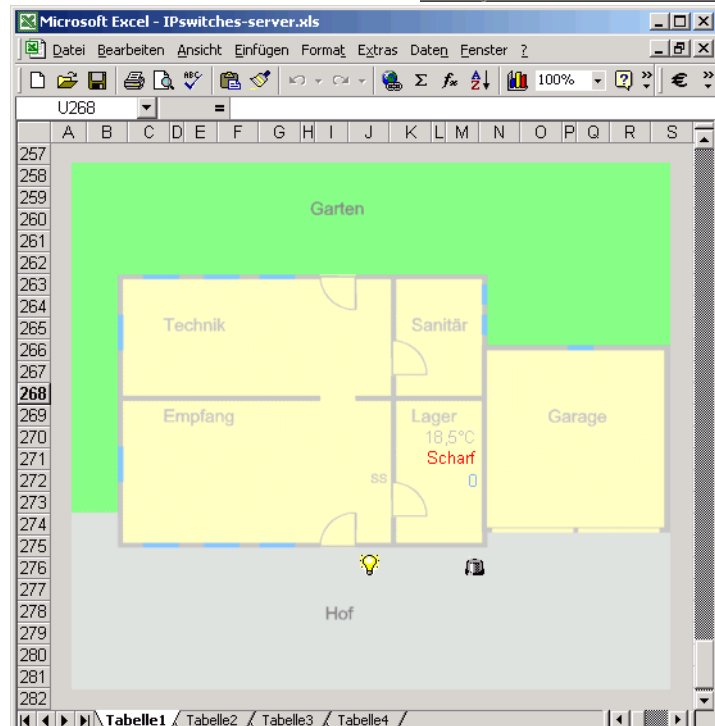 Microsoft Excel - IPswitches-server.xls
Datei Bearbeiten Ansicht Einfügen Format Extras Daten Fenster ?
100%
U268 =
A B C D E F G H I J K L M N O P Q R S
257
258
259
260
261
262
263
264
265
266
267
268
269
270
271
272
273
274
275
276
277
278
279
280
281
282
Garten
Technik Sanitär
Empfang Lager Garage
18,5°C
Scharf
ss 0
Hof
Tabelle1 Tabelle2 Tabelle3 Tabelle4